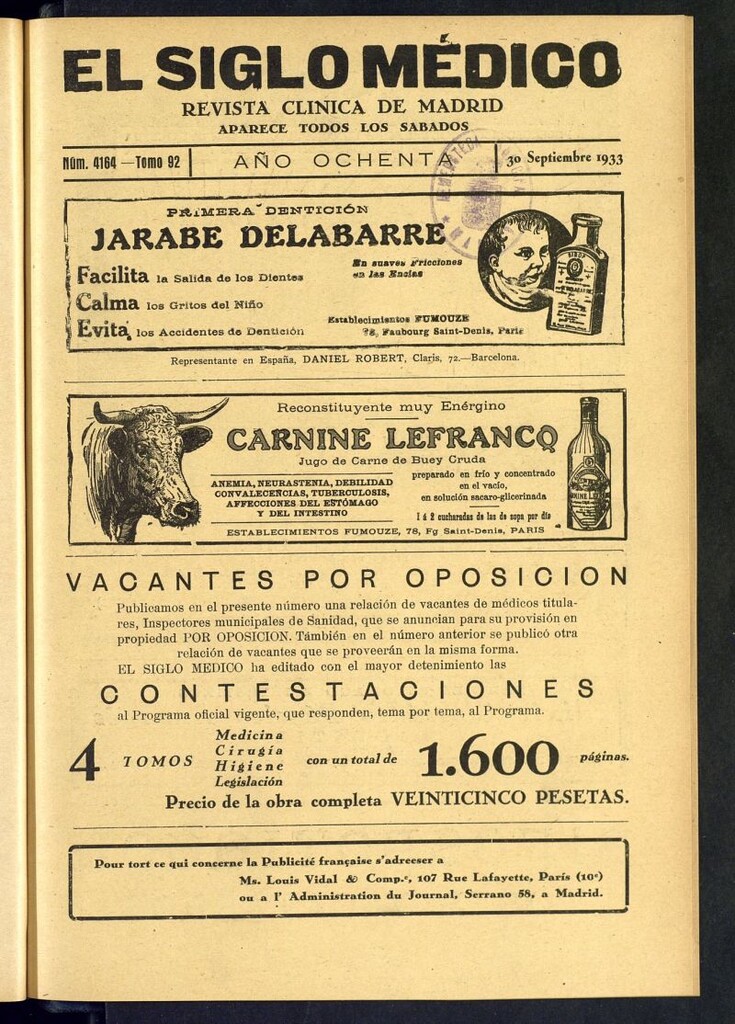 EL SIGLO MÉDICO
REVISTA CLINICA DE MADRID
APARECE TODOS LOS SABADOS
Núm. 4164 — Tomo 92 | AÑO OCHENTA | 30 Septiembre 1933
PRIMERA DENTICIÓN
JARABE DELABARRE
Facilita la Salida de los Dientes
Calma los Gritos del Niño
Evita los Accidentes de Dentición
En suaves Fricciones
en las Encías
Establecimientos FUMOUZE
78, Faubourg Saint-Denis, Paris
Representante en España, DANIEL ROBERT, Claris, 72.—Barcelona.
Reconstituyente muy Enérgino
CARNINE LEFRANCQ
Jugo de Carne de Buey Cruda
ANEMIA, NEURASTENIA, DEBILIDAD
CONVALECENCIAS, TUBERCULOSIS,
AFFECCIONES DEL ESTÓMAGO
Y DEL INTESTINO
preparado en frío y concentrado
en el vacío,
en solución sacaro-glicerinada
1 á 2 cucharadas de las de sopa por die
ESTABLECIMIENTOS FUMOUZE, 78, Fg Saint-Denis, PARIS
VACANTES POR OPOSICION
Publicamos en el presente número una relación de vacantes de médicos titula-
res, Inspectores municipales de Sanidad, que se anuncian para su provisión en
propiedad POR OPOSICION. Támbién en el número anterior se publicó otra
relación de vacantes que se proveerán en la misma forma.
EL SIGLO MEDICO ha editado con el mayor detenimiento las
CONTESTACIONES
al Programa oficial vigente, que responden, tema por tema, al Programa.
4 TOMOS
Medicina
Cirugía
Higiene
Legislación
con un total de 1.600 páginas.
Precio de la obra completa VEINTICINCO PESETAS.
Pour tort ce qui concerne la Publicité française s'adreeser a
Ms. Louis Vidal & Comp.e, 107 Rue Lafayette, París (10e)
ou a l' Administration du Journal, Serrano 58, a Madrid.